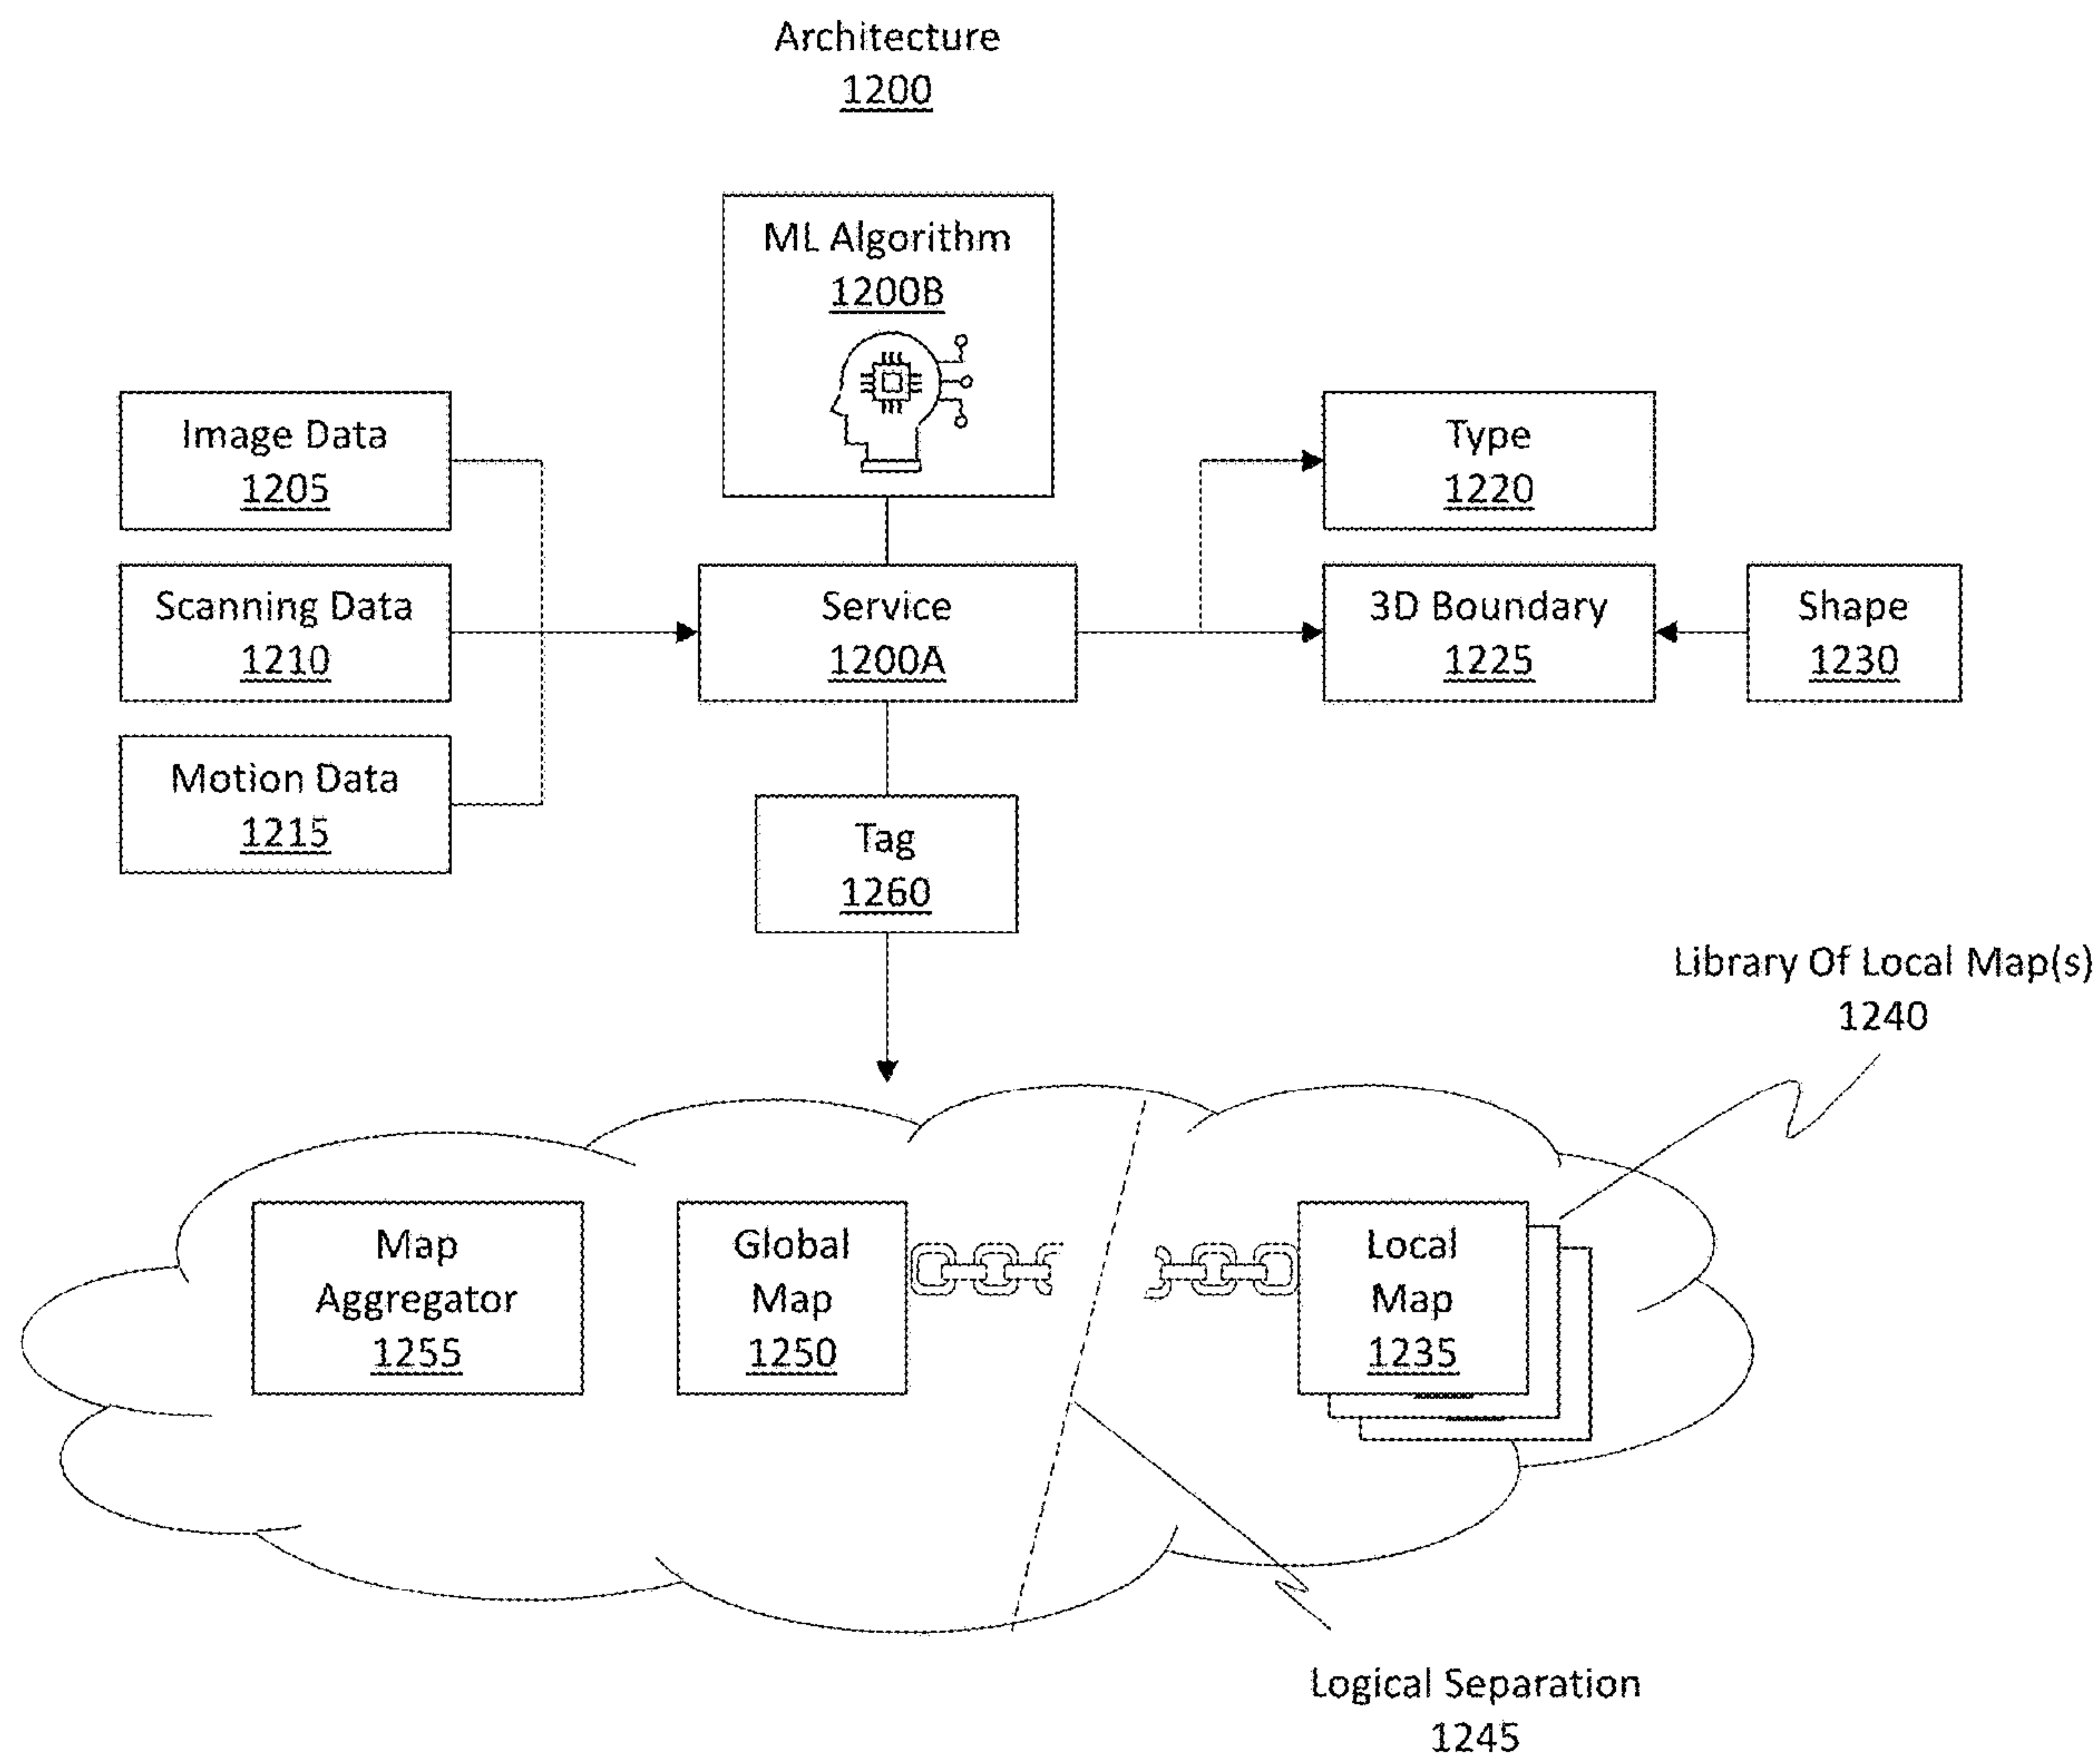 Architecture
1200
ML Algorithm
1200B
Image Data
1205
Type
1220
Scanning Data
1210
Service
1200A
3D Boundary
1225
Shape
1230
Motion Data
1215
Tag
1260
Library Of Local Map(s)
1240
Map
Aggregator
1255
Global
Map
1250
Local
Map
1235
Logical Separation
1245